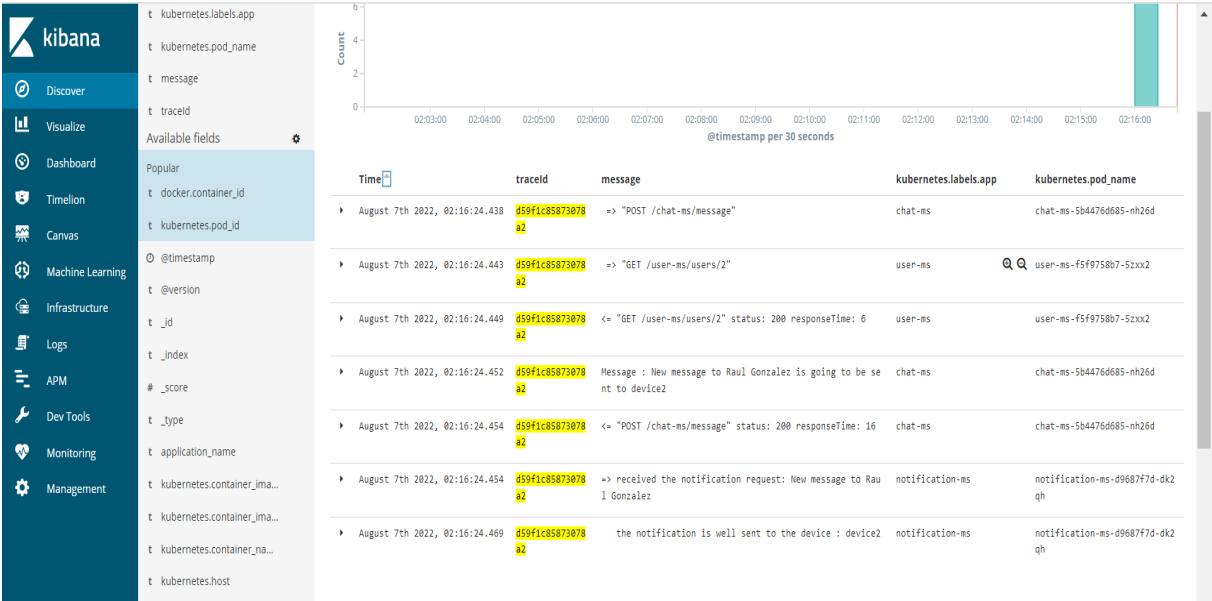 kibana
Discover
Visualize
Dashboard
Timelion
Canvas
Machine Learning
Infrastructure
Logs
APM
Dev Tools
Monitoring
Management
t kubernetes.labels.app
t kubernetes.pod_name
t message
t traceId
Available fields
Popular
t docker.container_id
t kubernetes.pod_id
@timestamp
t @version
t _id
t _index
# _score
t _type
t application_name
t kubernetes.container_ima...
t kubernetes.container_ima...
t kubernetes.container_na...
t kubernetes.host
Count
6
4
2
0
02:03:00 02:04:00 02:05:00 02:06:00 02:07:00 02:08:00 02:09:00 02:10:00 02:11:00 02:12:00 02:13:00 02:14:00 02:15:00 02:16:00
@timestamp per 30 seconds
Time traceId message kubernetes.labels.app kubernetes.pod_name
August 7th 2022, 02:16:24.438 d59f1c85873078 => "POST /chat-ms/message" chat-ms chat-ms-5b4476d685-nh26d
a2
August 7th 2022, 02:16:24.443 d59f1c85873078 => "GET /user-ms/users/2" user-ms user-ms-f5f9758b7-5zxx2
a2
August 7th 2022, 02:16:24.449 d59f1c85873078 <= "GET /user-ms/users/2" status: 200 responseTime: 6 user-ms user-ms-f5f9758b7-5zxx2
a2
August 7th 2022, 02:16:24.452 d59f1c85873078 Message : New message to Raul Gonzalez is going to be se chat-ms chat-ms-5b4476d685-nh26d
a2 nt to device2
August 7th 2022, 02:16:24.454 d59f1c85873078 <= "POST /chat-ms/message" status: 200 responseTime: 16 chat-ms chat-ms-5b4476d685-nh26d
a2
August 7th 2022, 02:16:24.454 d59f1c85873078 => received the notification request: New message to Rau notification-ms notification-ms-d9687f7d-dk2
a2 l Gonzalez qh
August 7th 2022, 02:16:24.469 d59f1c85873078 the notification is well sent to the device : device2 notification-ms notification-ms-d9687f7d-dk2
a2 qh